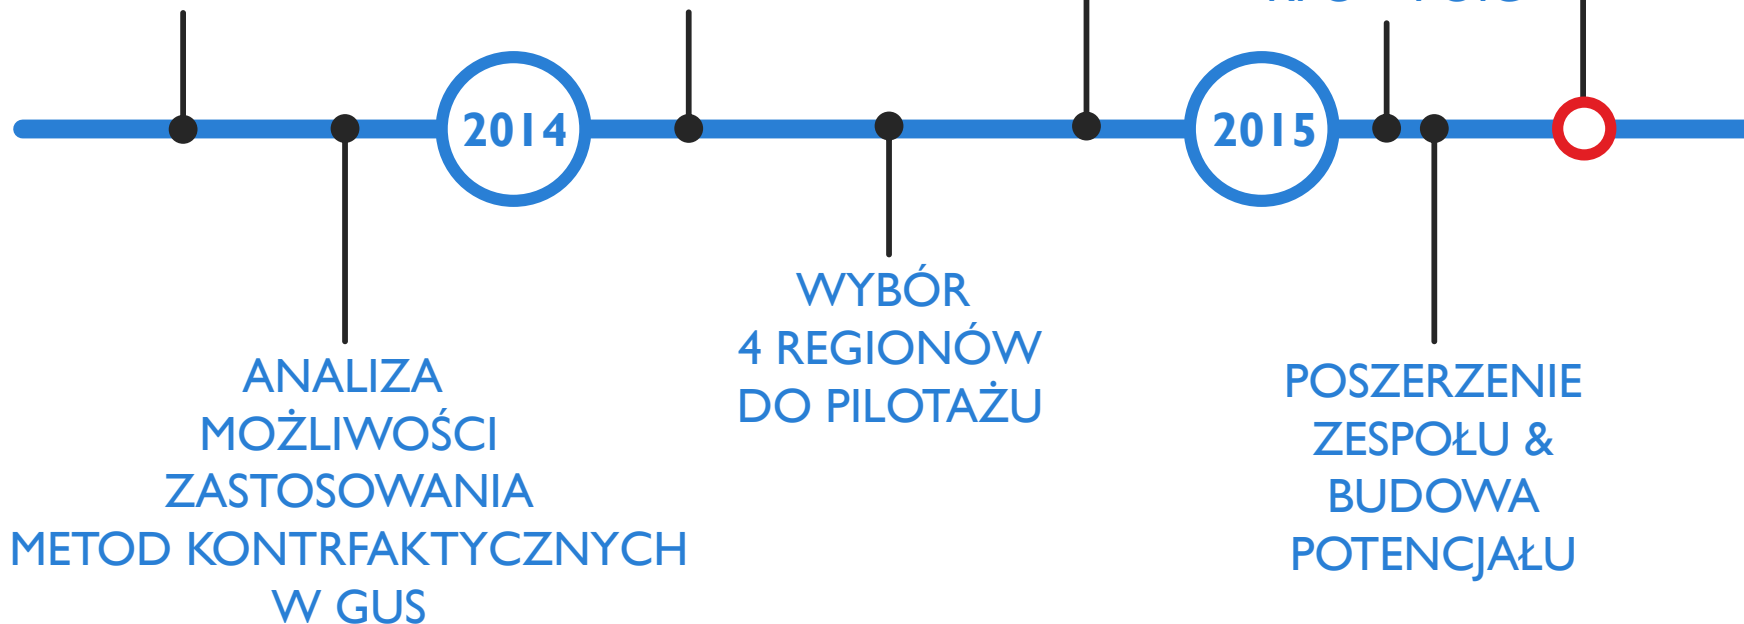 2014
2015
ANALIZA
MOŻLIWOŚCI
ZASTOSOWANIA
METOD KONTRFAKTYCZNYCH
W GUS
WYBÓR
4 REGIONÓW
DO PILOTAŻU
POSZERZENIE
ZESPOŁU &
BUDOWA
POTENCJAŁU